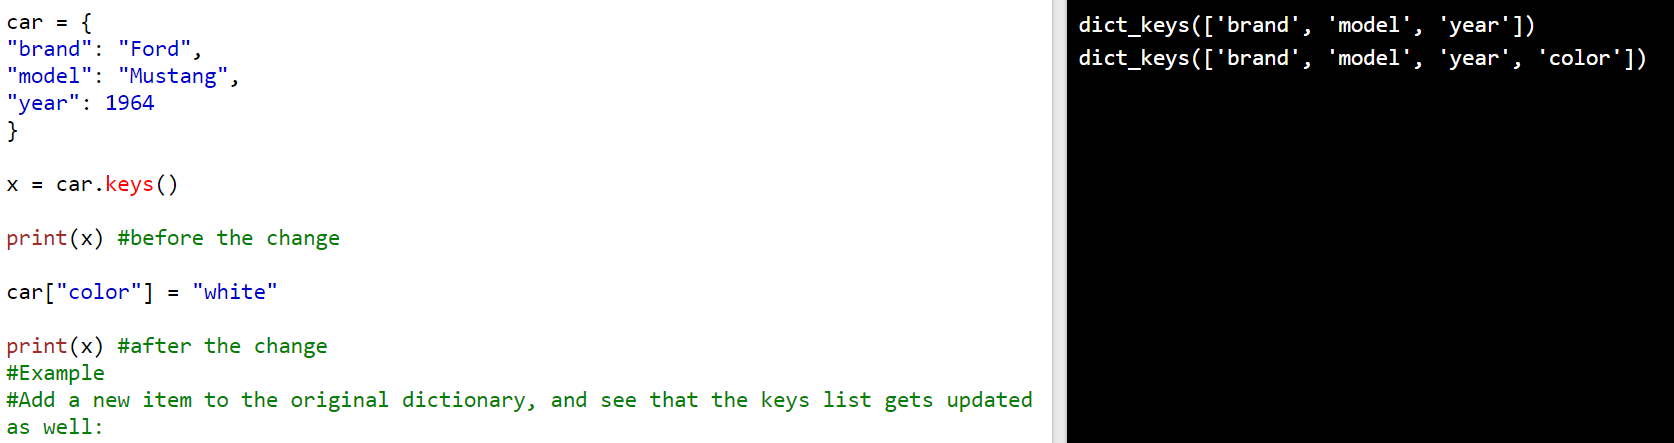 car = {
"brand": "Ford",
"model": "Mustang",
"year": 1964
}
x = car.keys()
print(x) #before the change
car["color"] = "white"
print(x) #after the change
#Example
#Add a new item to the original dictionary, and see that the keys list gets updated
as well:
dict_keys(['brand', 'model', 'year'])
dict_keys(['brand', 'model', 'year', 'color'])